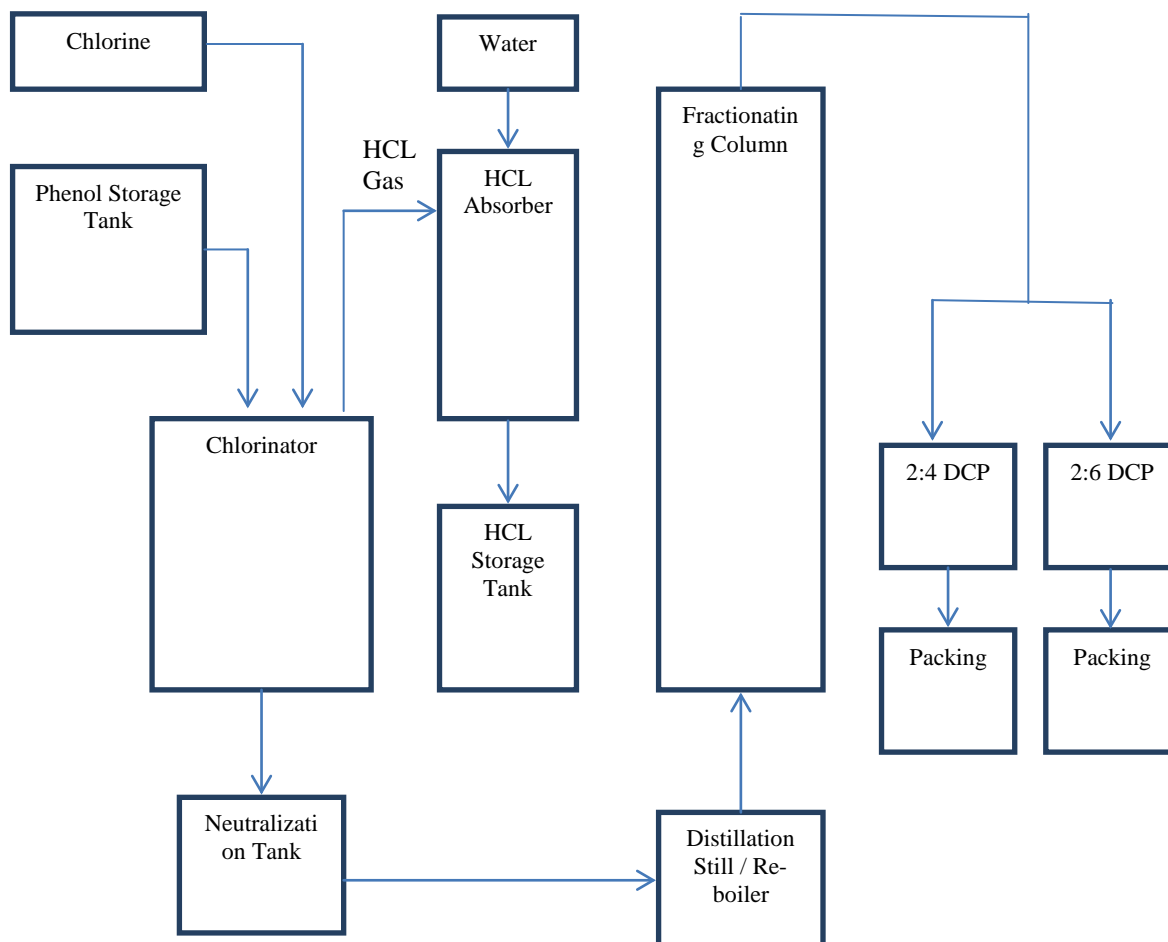 Chlorine
Water
Fractionatin
g Column
HCL
Gas
Phenol Storage
Tank
HCL
Absorber
Chlorinator
HCL
Storage
Tank
2:4 DCP
2:6 DCP
Packing
Packing
Neutralizati
on Tank
Distillation
Still / Re-
boiler